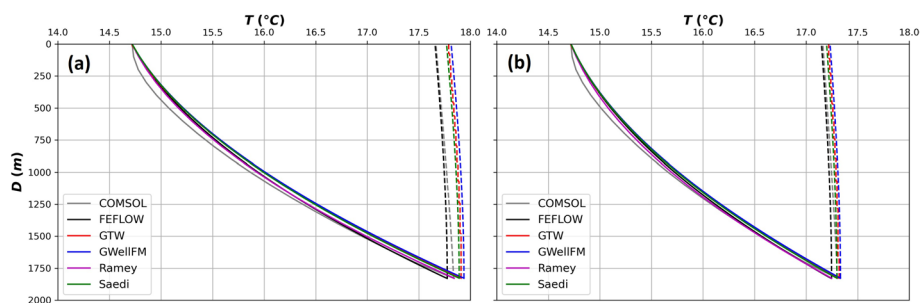 T (°C)
T (°C)
14.0 14.5 15.0 15.5 16.0 16.5 17.0 17.5 18.0
14.0 14.5 15.0 15.5 16.0 16.5 17.0 17.5 18.0
D (m)
0
250
500
750
1000
1250
1500
1750
2000
(a)
COMSOL
FEFLOW
GTW
GWellFM
Ramey
Saedi
(b)
COMSOL
FEFLOW
GTW
GWellFM
Ramey
Saedi